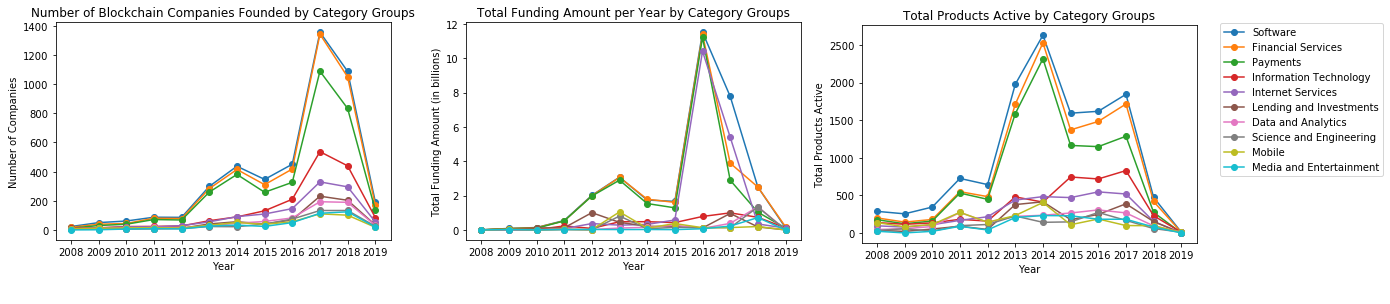 Number of Blockchain Companies Founded by Category Groups
Number of Companies
1400
1200
1000
800
600
400
200
0
2008 2009 2010 2011 2012 2013 2014 2015 2016 2017 2018 2019
Year
Total Funding Amount per Year by Category Groups
Total Funding Amount (in billions)
12
10
8
6
4
2
0
2008 2009 2010 2011 2012 2013 2014 2015 2016 2017 2018 2019
Year
Total Products Active by Category Groups
Total Products Active
2500
2000
1500
1000
500
0
2008 2009 2010 2011 2012 2013 2014 2015 2016 2017 2018 2019
Year
Software
Financial Services
Payments
Information Technology
Internet Services
Lending and Investments
Data and Analytics
Science and Engineering
Mobile
Media and Entertainment